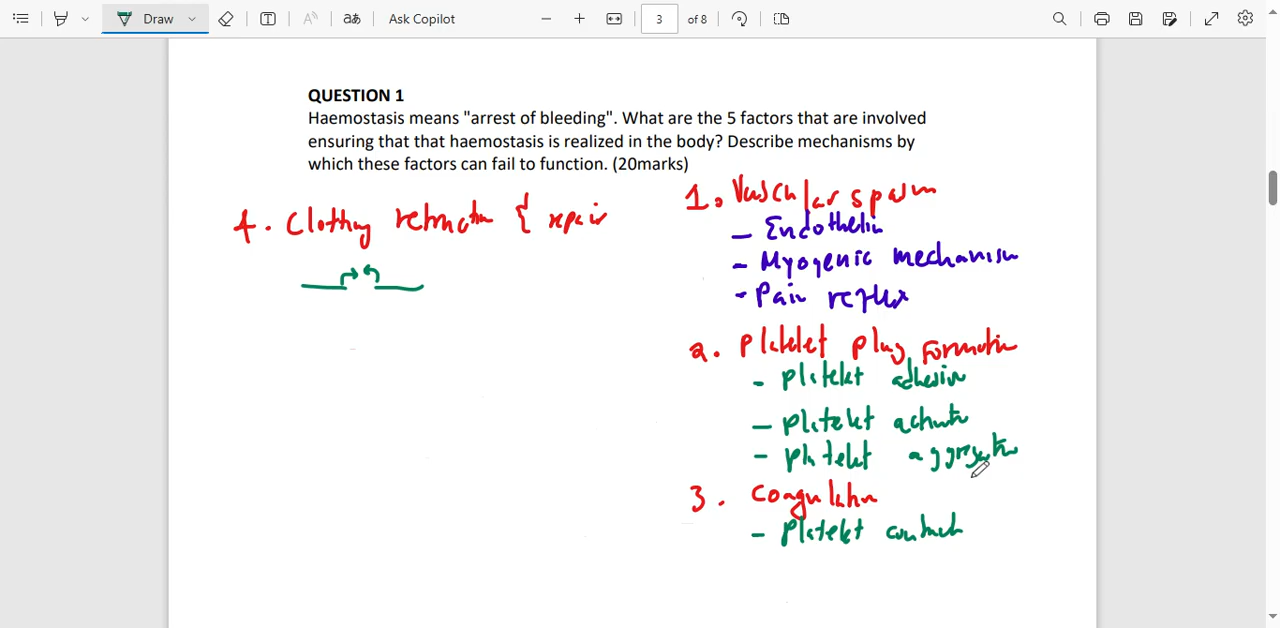 Draw
Ask Copilot
3 of 8
QUESTION 1
Haemostasis means "arrest of bleeding". What are the 5 factors that are involved
ensuring that that haemostasis is realized in the body? Describe mechanisms by
which these factors can fail to function. (20marks)
1. Vascular spasm
- Endothelin
- Myogenic mechanism
- Pain reflex
2. Platelet plug formation
- platelet adhesion
- platelet activate
- platelet aggregation
3. Coagulation
- platelet contact
4. Clotting retraction { repair